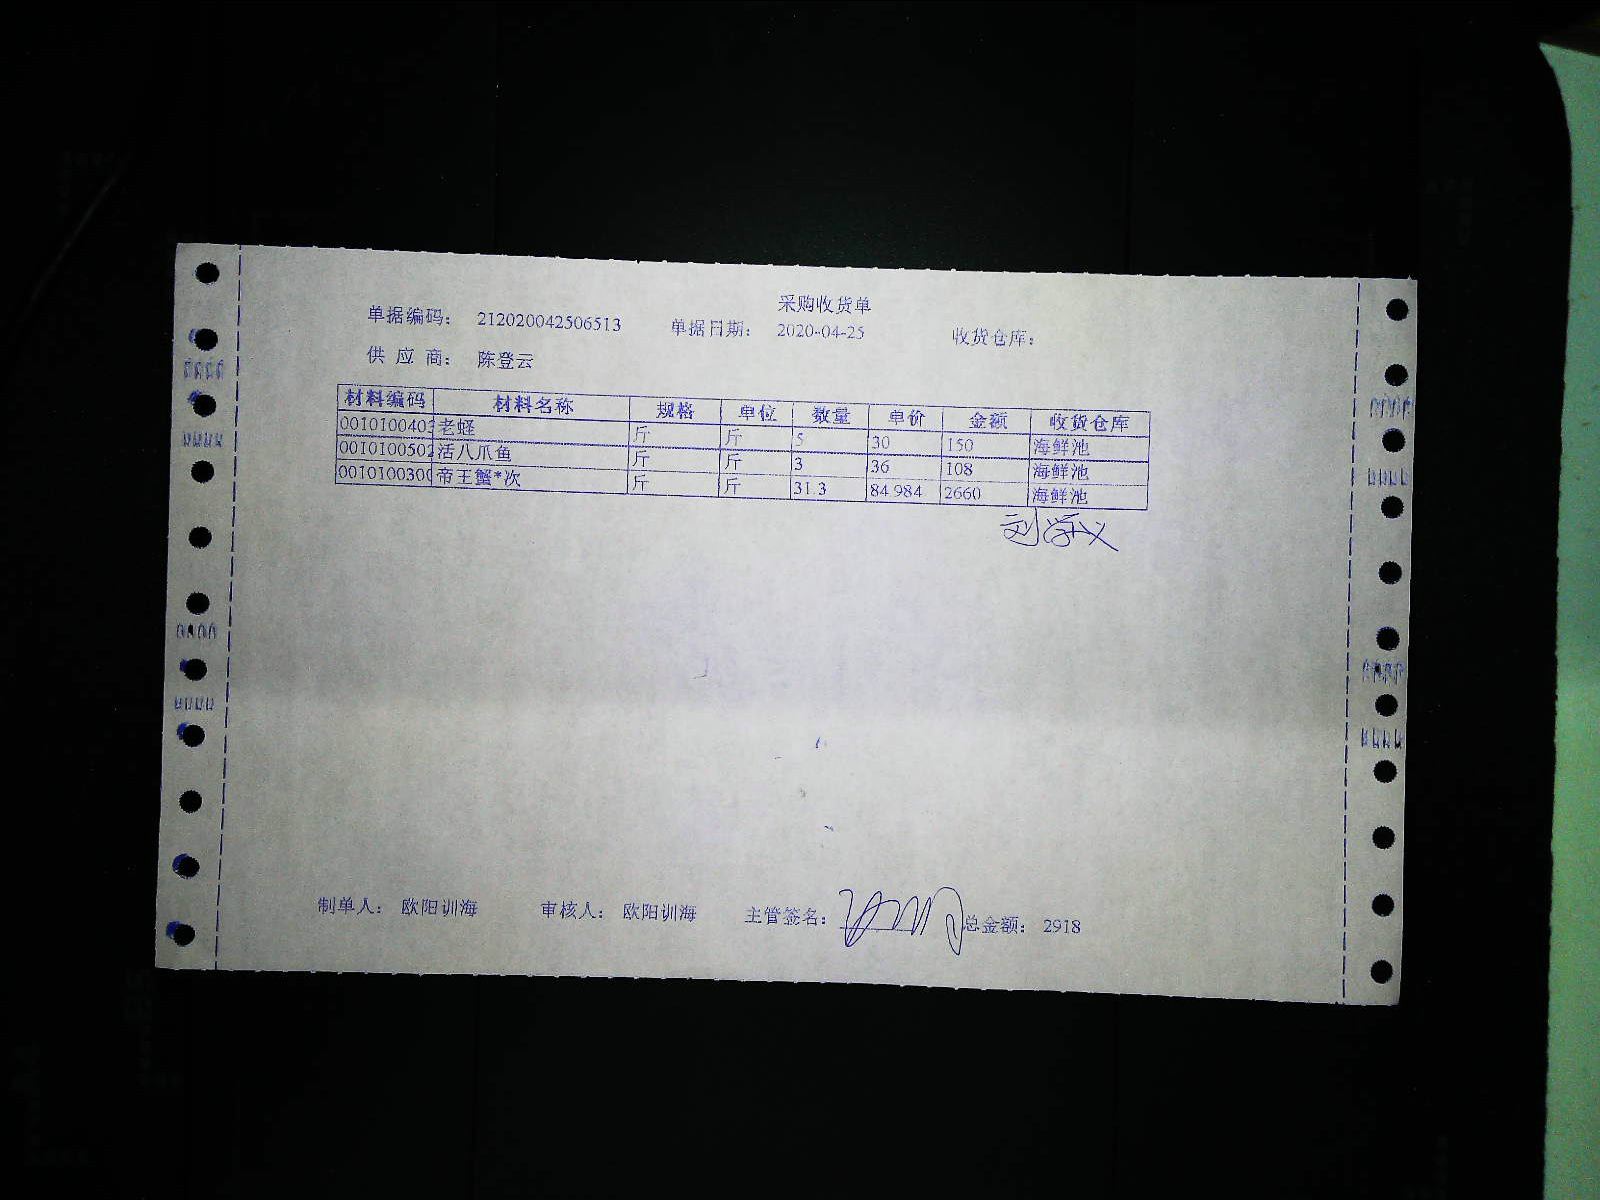 采购收货单
单据编码： 212020042506513 单据日期： 2020-04-25 收货仓库：
供 应 商： 陈登云
材料编码 材料名称 规格 单位 数量 单价 金额 收货仓库
0010100403 老蛏 斤 斤 5 30 150 海鲜池
0010100502 活八爪鱼 斤 斤 3 36 108 海鲜池
001010030 帝王蟹*次 斤 斤 31.3 84.984 2660 海鲜池
制单人： 欧阳训海 审核人： 欧阳训海 主管签名： 总金额： 2918